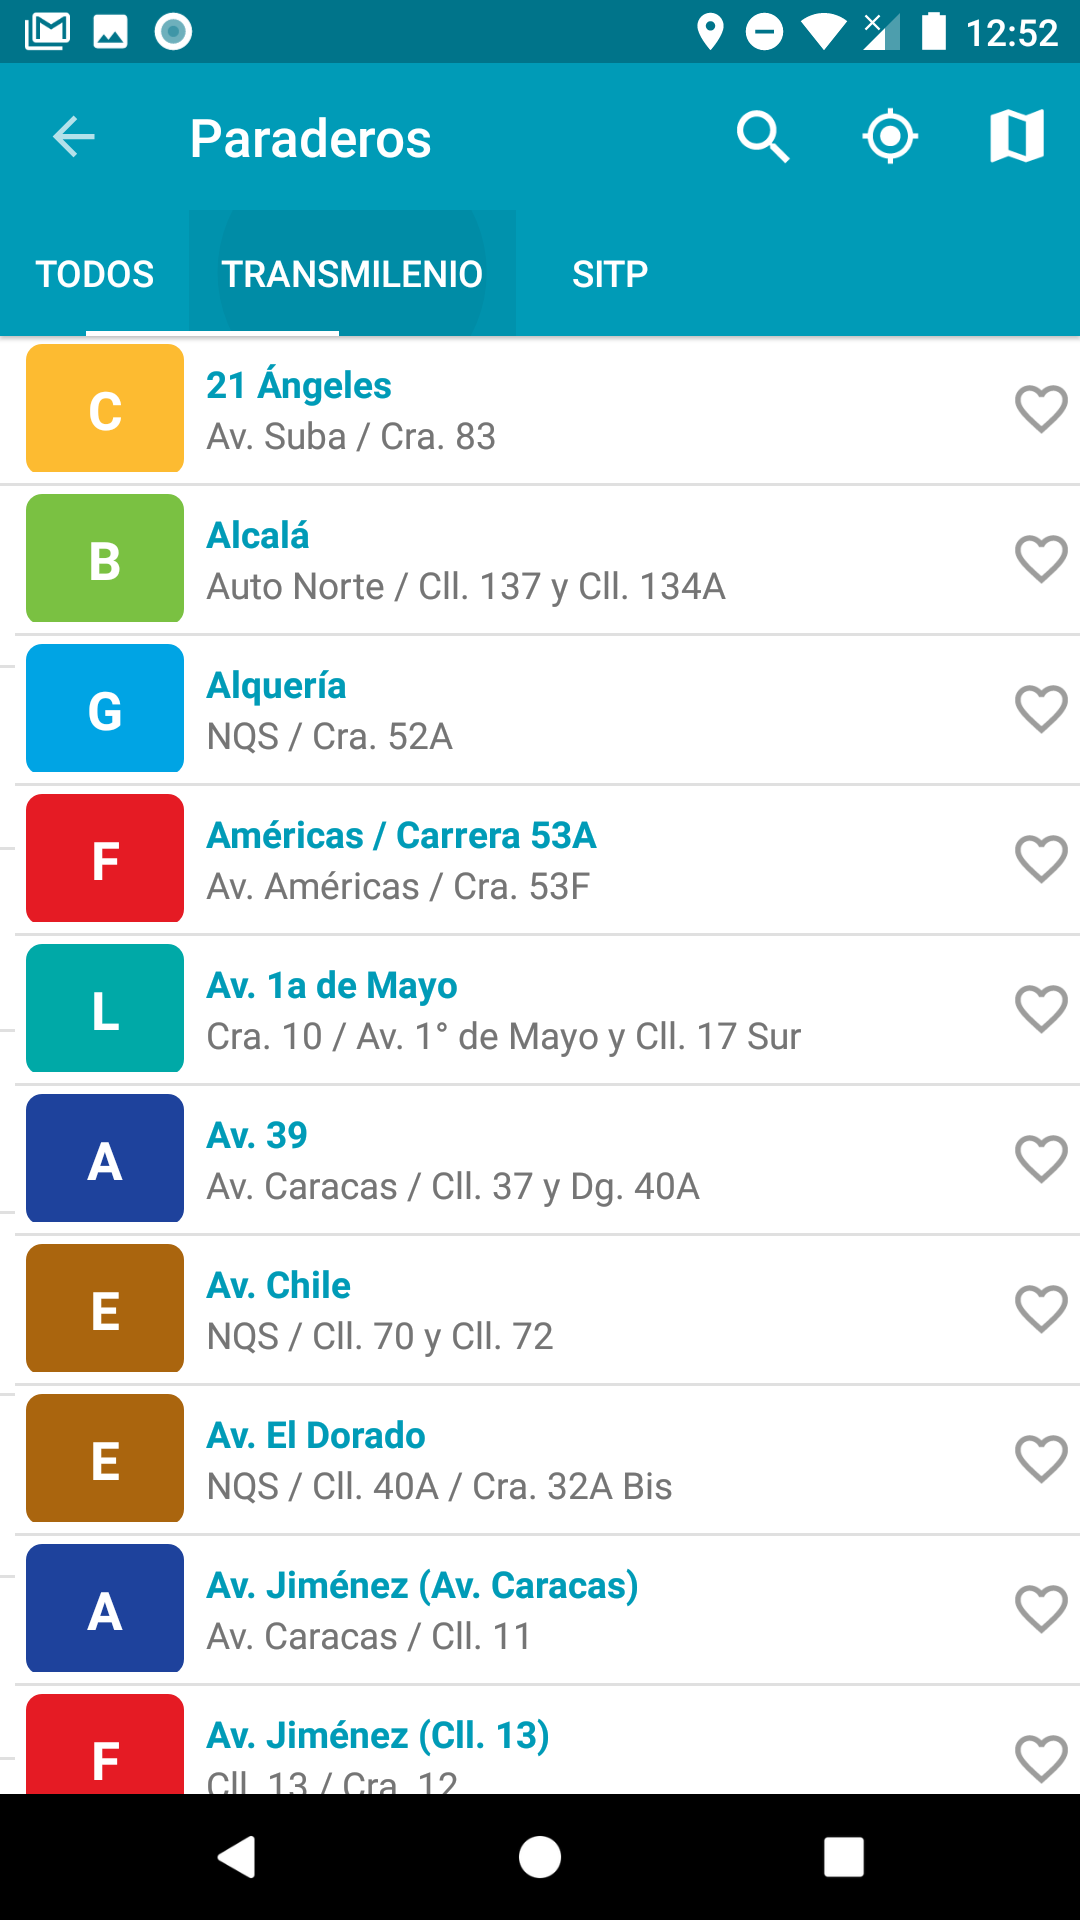 12:52
Paraderos
TODOS TRANSMILENIO SITP
C
21 Ángeles
Av. Suba / Cra. 83
B
Alcalá
Auto Norte / Cll. 137 y Cll. 134A
G
Alquería
NQS / Cra. 52A
F
Américas / Carrera 53A
Av. Américas / Cra. 53F
L
Av. 1a de Mayo
Cra. 10 / Av. 1° de Mayo y Cll. 17 Sur
A
Av. 39
Av. Caracas / Cll. 37 y Dg. 40A
E
Av. Chile
NQS / Cll. 70 y Cll. 72
E
Av. El Dorado
NQS / Cll. 40A / Cra. 32A Bis
A
Av. Jiménez (Av. Caracas)
Av. Caracas / Cll. 11
F
Av. Jiménez (Cll. 13)
Cll. 13 / Cra. 12